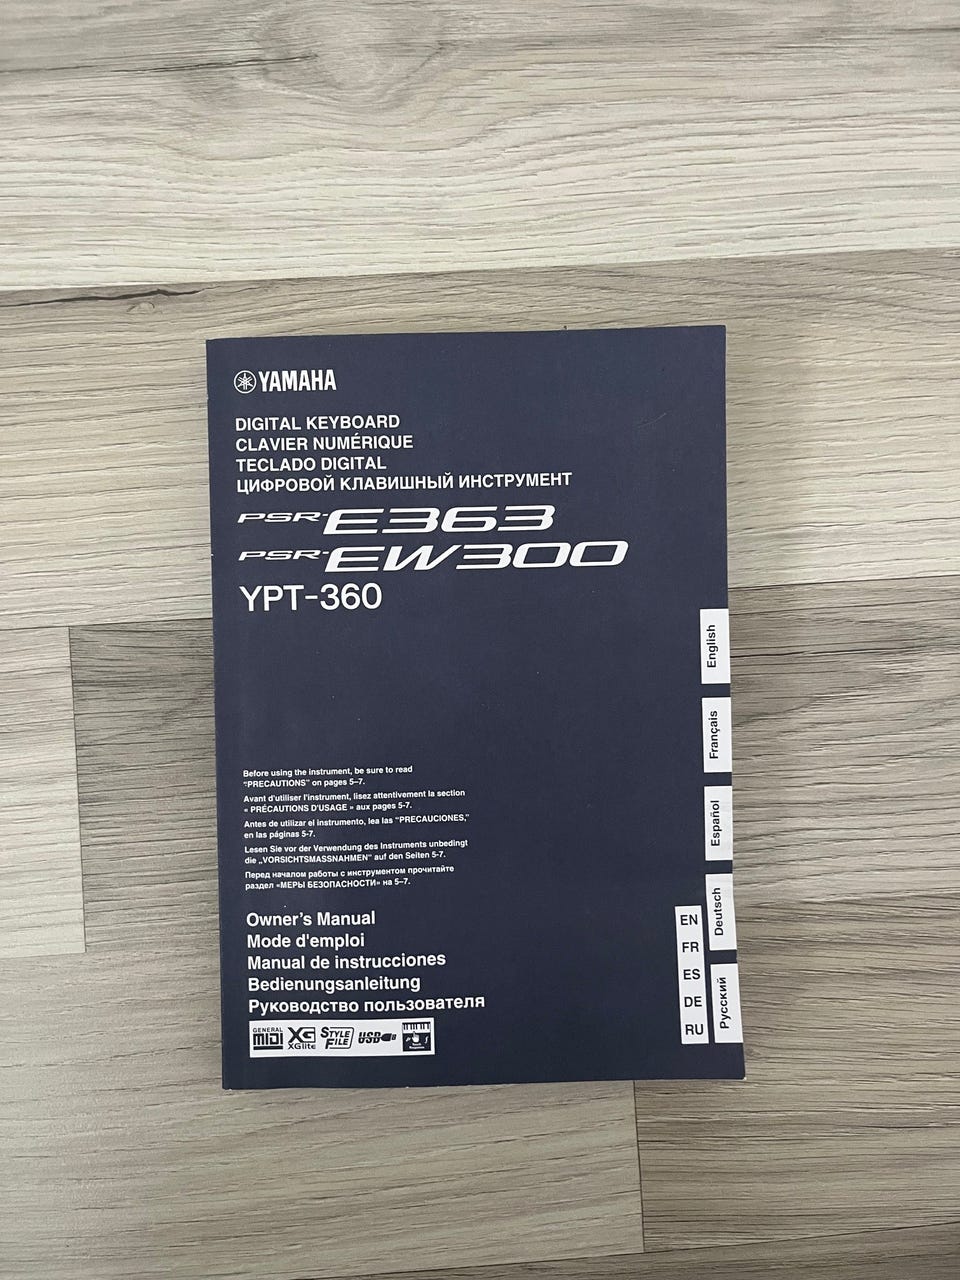 YAMAHA
DIGITAL KEYBOARD
CLAVIER NUMÉRIQUE
TECLADO DIGITAL
ЦИФРОВОЙ КЛАВИШНЫЙ ИНСТРУМЕНТ
PSR-E363
PSR-EW300
YPT-360
English
Français
Español
Deutsch
Русский
Before using the instrument, be sure to read
“PRECAUTIONS” on pages 5–7.
Avant d'utiliser l'instrument, lisez attentivement la section
« PRÉCAUTIONS D'USAGE » aux pages 5-7.
Antes de utilizar el instrumento, lea las “PRECAUCIONES,”
en las páginas 5-7.
Lesen Sie vor der Verwendung des Instruments unbedingt
die „VORSICHTSMASSNAHMEN“ auf den Seiten 5-7.
Перед началом работы с инструментом прочитайте
раздел «МЕРЫ БЕЗОПАСНОСТИ» на 5–7.
Owner's Manual
Mode d'emploi
Manual de instrucciones
Bedienungsanleitung
Руководство пользователя
EN
FR
ES
DE
RU
GENERAL MIDI
XG XGlite
STYLE FILE
USB